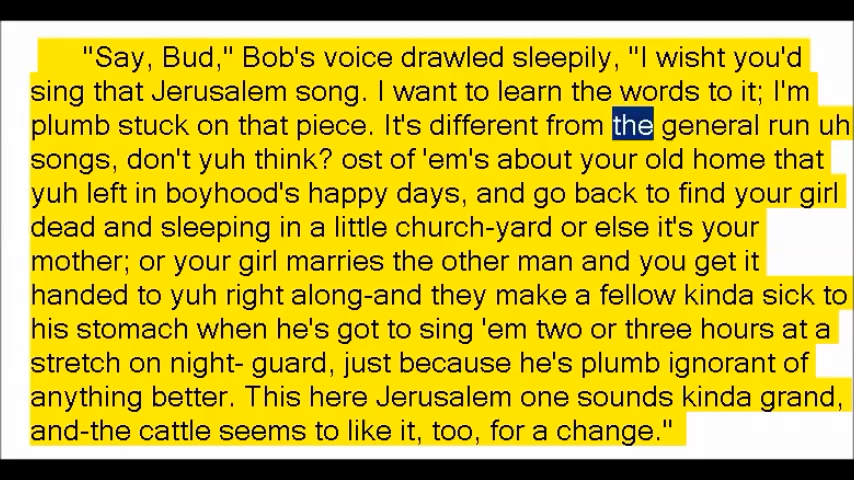 "Say, Bud," Bob's voice drawled sleepily, "I wisht you'd
sing that Jerusalem song. I want to learn the words to it; I'm
plumb stuck on that piece. It's different from the general run uh
songs, don't yuh think? ost of 'em's about your old home that
yuh left in boyhood's happy days, and go back to find your girl
dead and sleeping in a little church-yard or else it's your
mother; or your girl marries the other man and you get it
handed to yuh right along-and they make a fellow kinda sick to
his stomach when he's got to sing 'em two or three hours at a
stretch on night- guard, just because he's plumb ignorant of
anything better. This here Jerusalem one sounds kinda grand,
and-the cattle seems to like it, too, for a change."